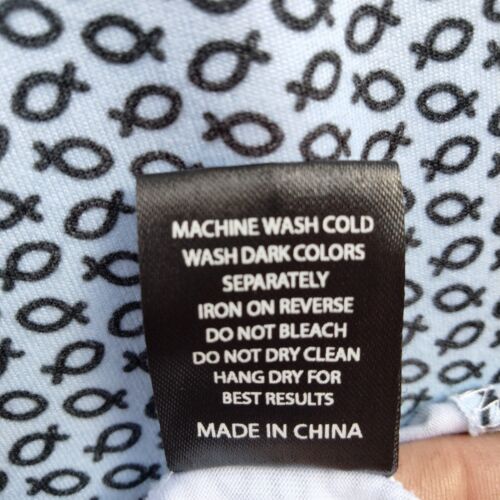 MACHINE WASH COLD
WASH DARK COLORS
SEPARATELY
IRON ON REVERSE
DO NOT BLEACH
DO NOT DRY CLEAN
HANG DRY FOR
BEST RESULTS
MADE IN CHINA